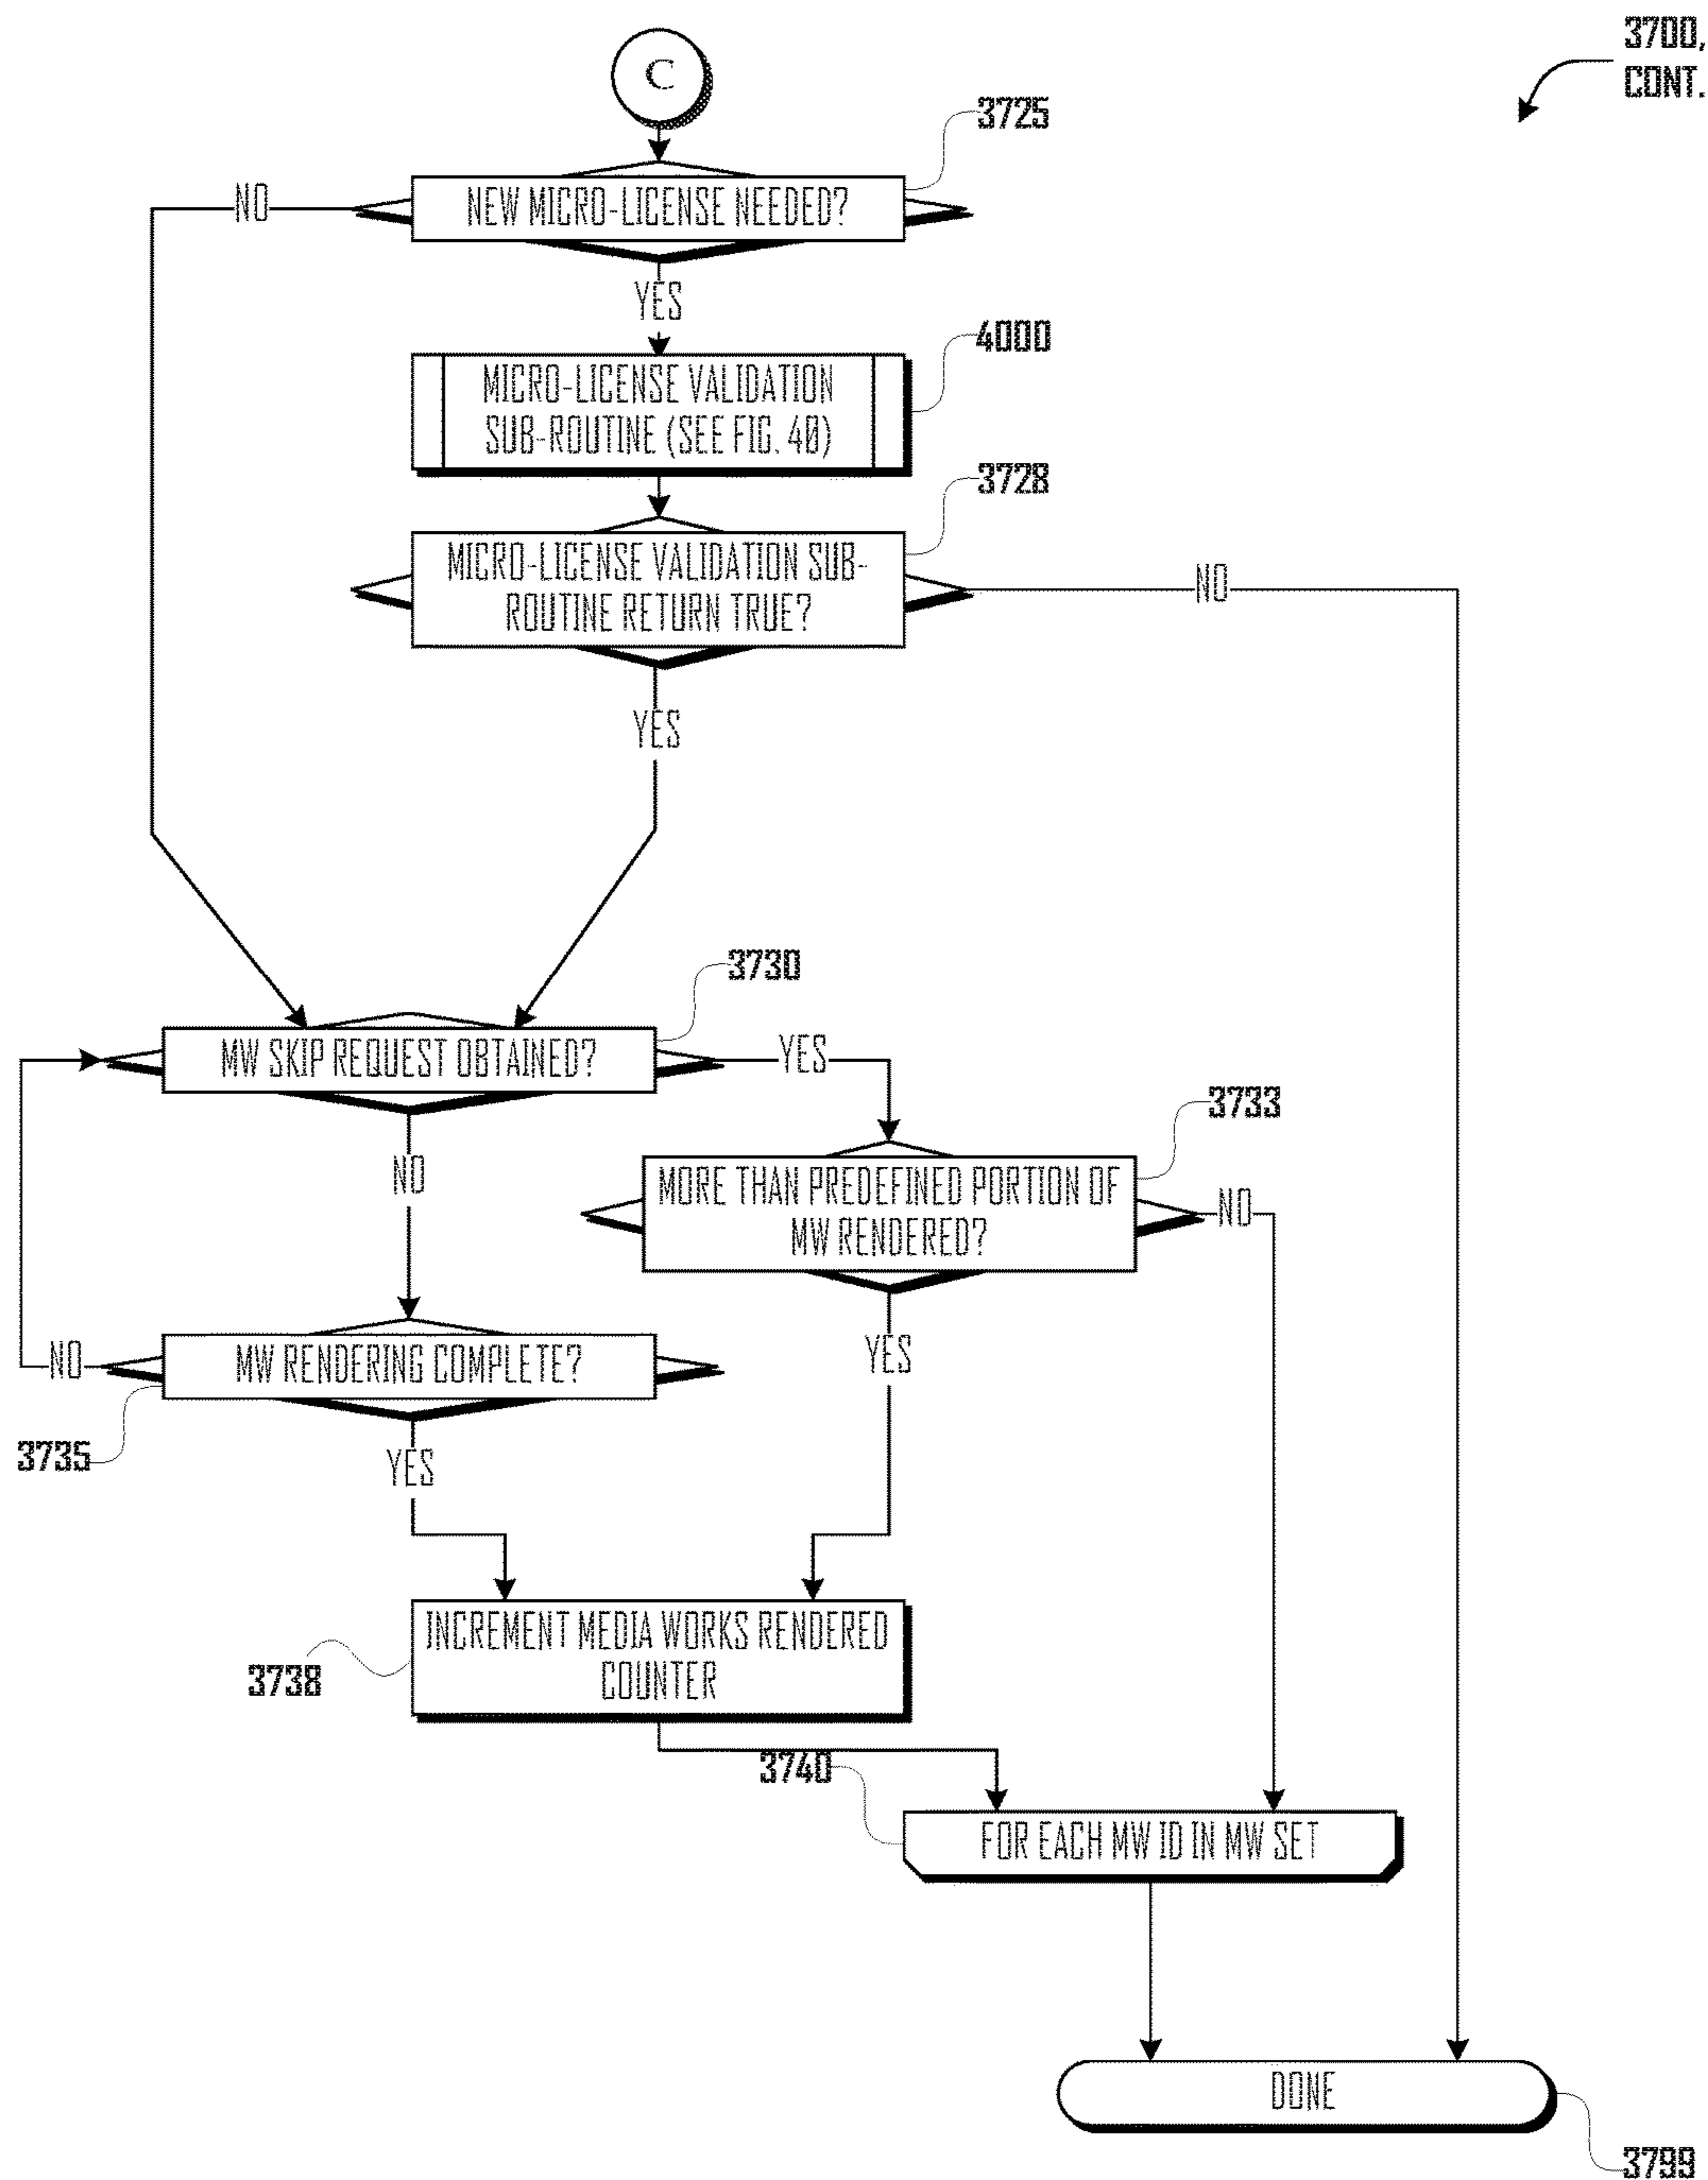 3700,
CONT.
C
3725
NEW MICRO-LICENSE NEEDED?
NO
YES
4000
MICRO-LICENSE VALIDATION
SUB-ROUTINE (SEE FIG. 40)
3728
MICRO-LICENSE VALIDATION SUB-
ROUTINE RETURN TRUE?
NO
YES
3730
MW SKIP REQUEST OBTAINED?
YES
3733
MORE THAN PREDEFINED PORTION OF
MW RENDERED?
NO
NO
MW RENDERING COMPLETE?
NO
YES
3735
YES
INCREMENT MEDIA WORKS RENDERED
COUNTER
3738
3740
FOR EACH MW ID IN MW SET
DONE
3799